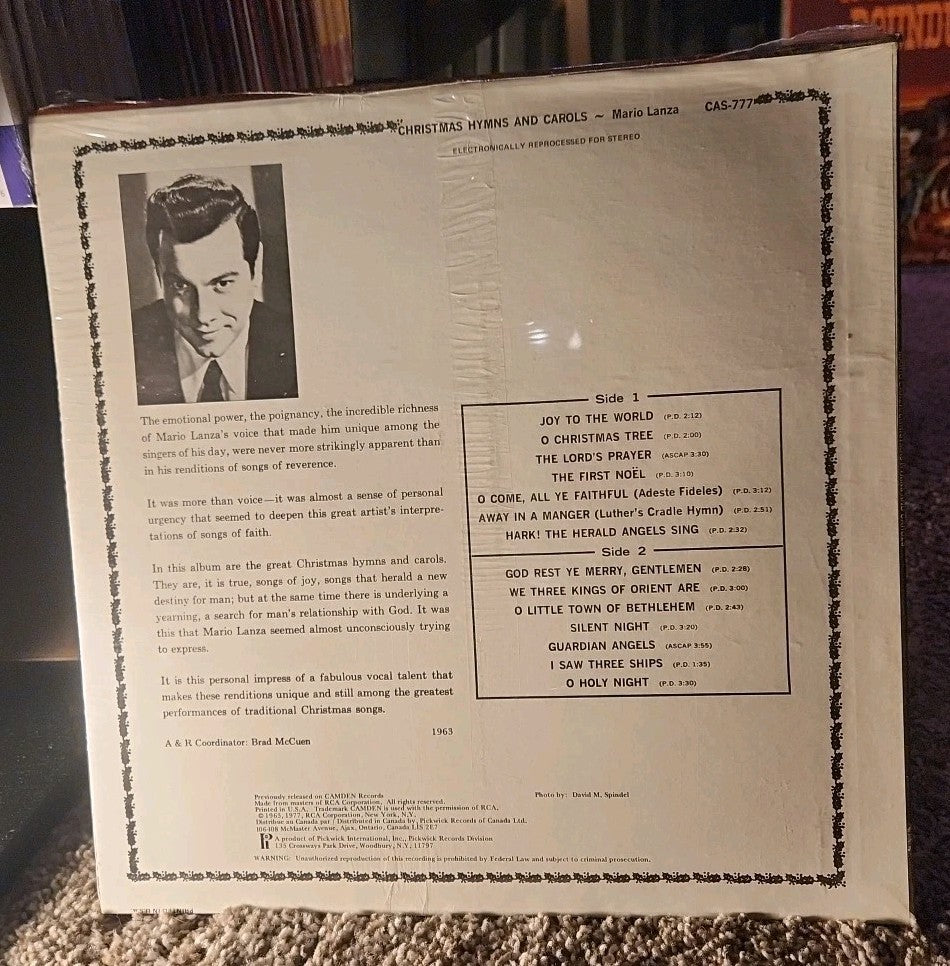 CHRISTMAS HYMNS AND CAROLS ~ Mario Lanza CAS-777
ELECTRONICALLY REPROCESSED FOR STEREO
The emotional power, the poignancy, the incredible richness
of Mario Lanza's voice that made him unique among the
singers of his day, were never more strikingly apparent than
in his renditions of songs of reverence.
It was more than voice—it was almost a sense of personal
urgency that seemed to deepen this great artist's interpre-
tations of songs of faith.
In this album are the great Christmas hymns and carols.
They are, it is true, songs of joy, songs that herald a new
destiny for man; but at the same time there is underlying a
yearning, a search for man's relationship with God. It was
this that Mario Lanza seemed almost unconsciously trying
to express.
It is this personal impress of a fabulous vocal talent that
makes these renditions unique and still among the greatest
performances of traditional Christmas songs.
1963
A & R Coordinator: Brad McCuen
Side 1
JOY TO THE WORLD (P.D. 2:12)
O CHRISTMAS TREE (P.D. 2:00)
THE LORD'S PRAYER (ASCAP 3:30)
THE FIRST NOËL (P.D. 3:10)
O COME, ALL YE FAITHFUL (Adeste Fideles) (P.D. 3:12)
AWAY IN A MANGER (Luther's Cradle Hymn) (P.D. 2:51)
HARK! THE HERALD ANGELS SING (P.D. 2:32)
Side 2
GOD REST YE MERRY, GENTLEMEN (P.D. 2:28)
WE THREE KINGS OF ORIENT ARE (P.D. 3:00)
O LITTLE TOWN OF BETHLEHEM (P.D. 2:43)
SILENT NIGHT (P.D. 3:20)
GUARDIAN ANGELS (ASCAP 3:55)
I SAW THREE SHIPS (P.D. 1:35)
O HOLY NIGHT (P.D. 3:30)
Previously released on CAMDEN Records
Made from masters of RCA Corporation. All rights reserved.
Printed in U.S.A. Trademark CAMDEN is used with the permission of RCA.
© 1963, 1977, RCA Corporation, New York, N.Y.
Distribue au Canada par / Distributed in Canada by, Pickwick Records of Canada Ltd.
106-108 McMaster Avenue, Ajax, Ontario, Canada L1S 2E7
A product of Pickwick International, Inc., Pickwick Records Division
135 Crossways Park Drive, Woodbury, N.Y. 11797
Photo by: David M. Spindel
WARNING: Unauthorized reproduction of this recording is prohibited by Federal Law and subject to criminal prosecution.